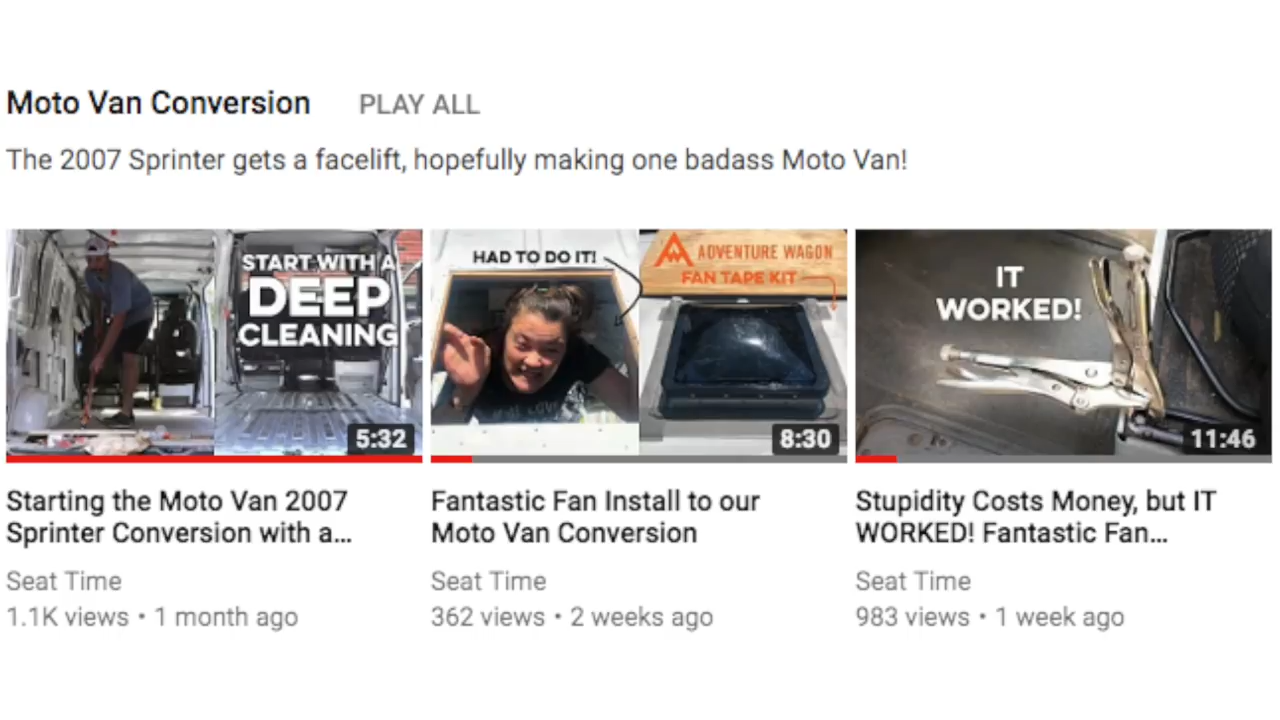 Moto Van Conversion PLAY ALL
The 2007 Sprinter gets a facelift, hopefully making one badass Moto Van!
START WITH A
DEEP
CLEANING
5:32
HAD TO DO IT!
ADVENTURE WAGON
FAN TAPE KIT
8:30
IT
WORKED!
11:46
Starting the Moto Van 2007
Sprinter Conversion with a...
Seat Time
1.1K views • 1 month ago
Fantastic Fan Install to our
Moto Van Conversion
Seat Time
362 views • 2 weeks ago
Stupidity Costs Money, but IT
WORKED! Fantastic Fan...
Seat Time
983 views • 1 week ago